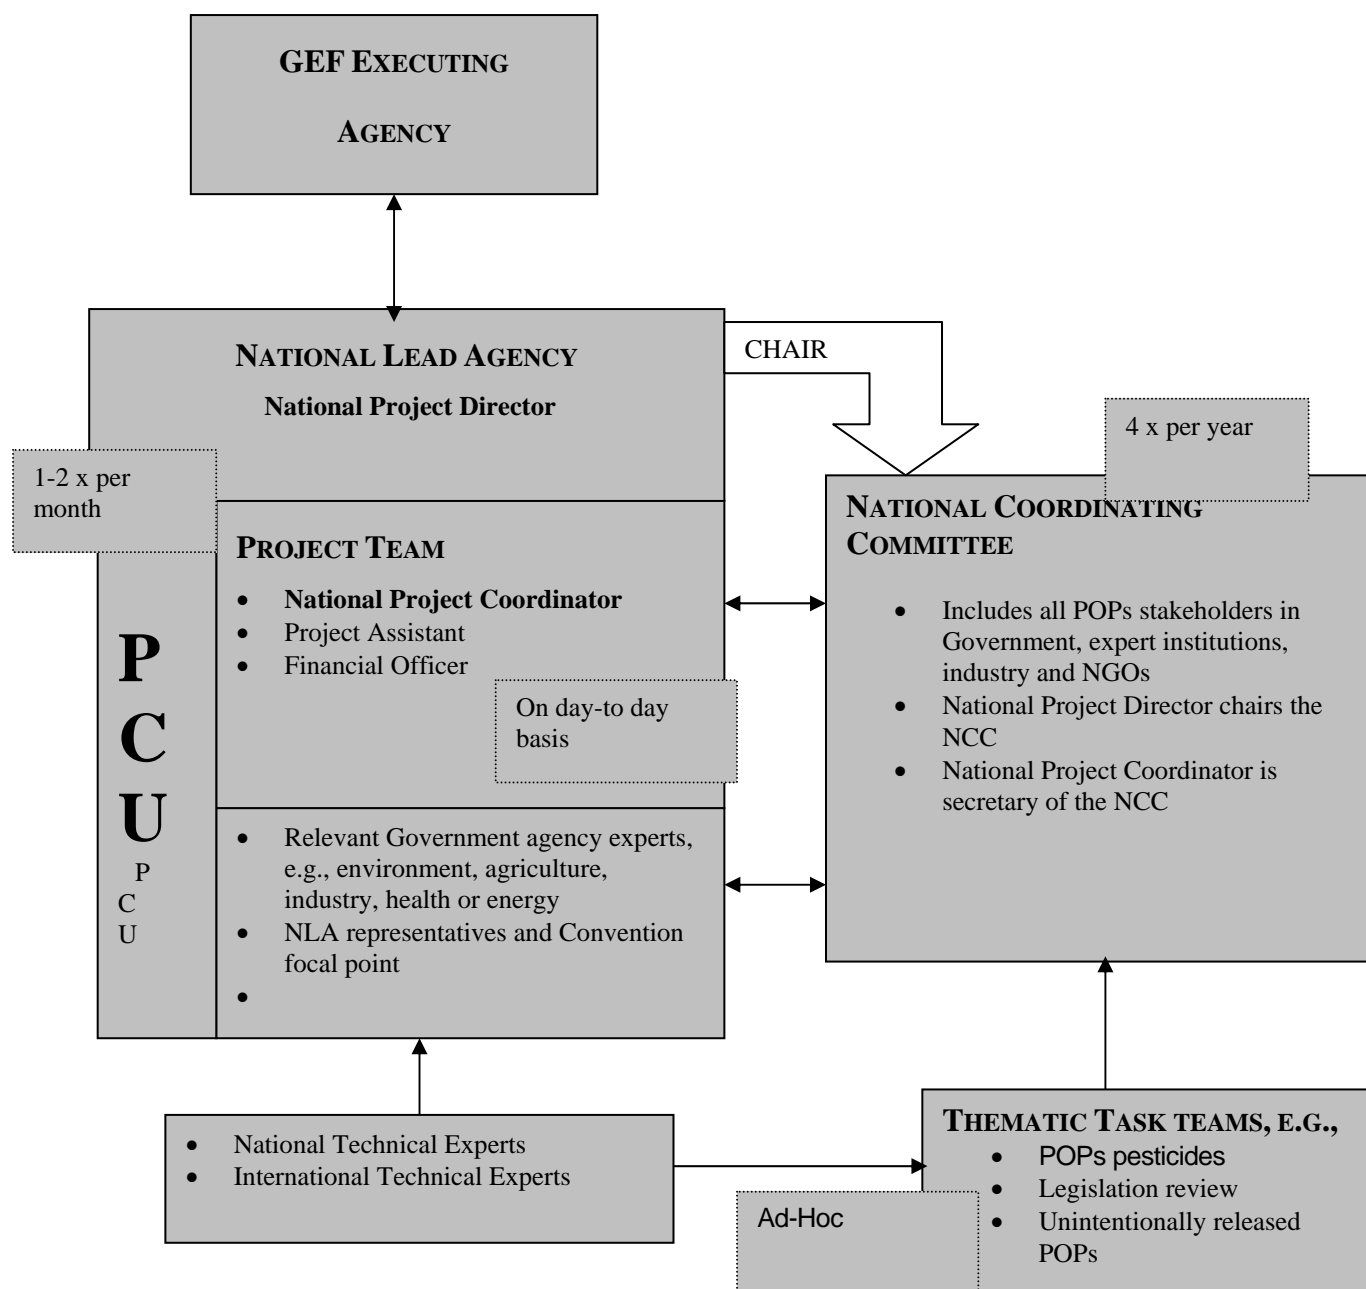 GEF EXECUTING
AGENCY
NATIONAL LEAD AGENCY
National Project Director
CHAIR
4 x per year
1-2 x per
month
PROJECT TEAM
• National Project Coordinator
• Project Assistant
• Financial Officer
On day-to day
basis
NATIONAL COORDINATING
COMMITTEE
• Includes all POPs stakeholders in
Government, expert institutions,
industry and NGOs
• National Project Director chairs the
NCC
• National Project Coordinator is
secretary of the NCC
P
C
U
P
C
U
• Relevant Government agency experts,
e.g., environment, agriculture,
industry, health or energy
• NLA representatives and Convention
focal point
•
• National Technical Experts
• International Technical Experts
THEMATIC TASK TEAMS, E.G.,
• POPs pesticides
• Legislation review
• Unintentionally released
POPs
Ad-Hoc